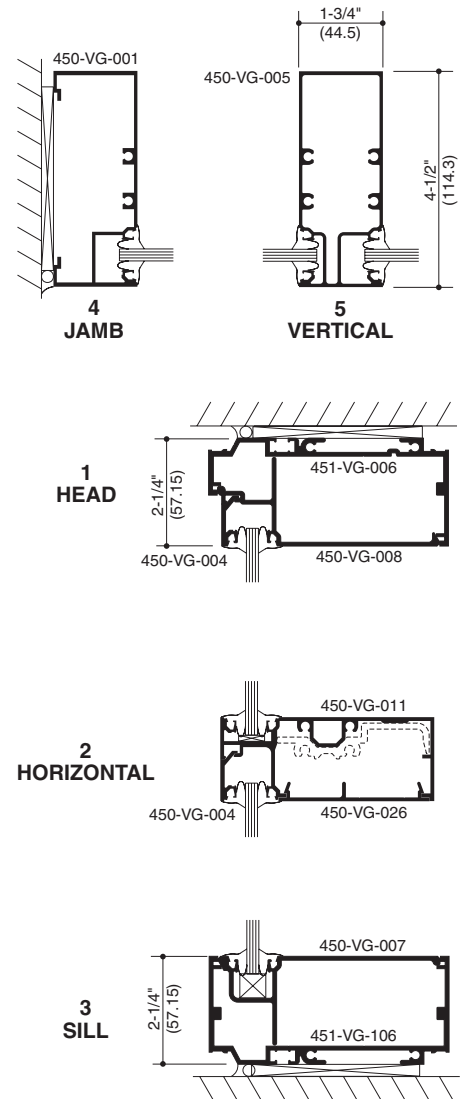 1-3/4"
(44.5)
450-VG-001
450-VG-005
4-1/2"
(114.3)
4
JAMB
5
VERTICAL
1
HEAD
2-1/4"
(57.15)
451-VG-006
450-VG-004
450-VG-008
2
HORIZONTAL
450-VG-011
450-VG-004
450-VG-026
3
SILL
2-1/4"
(57.15)
450-VG-007
451-VG-106